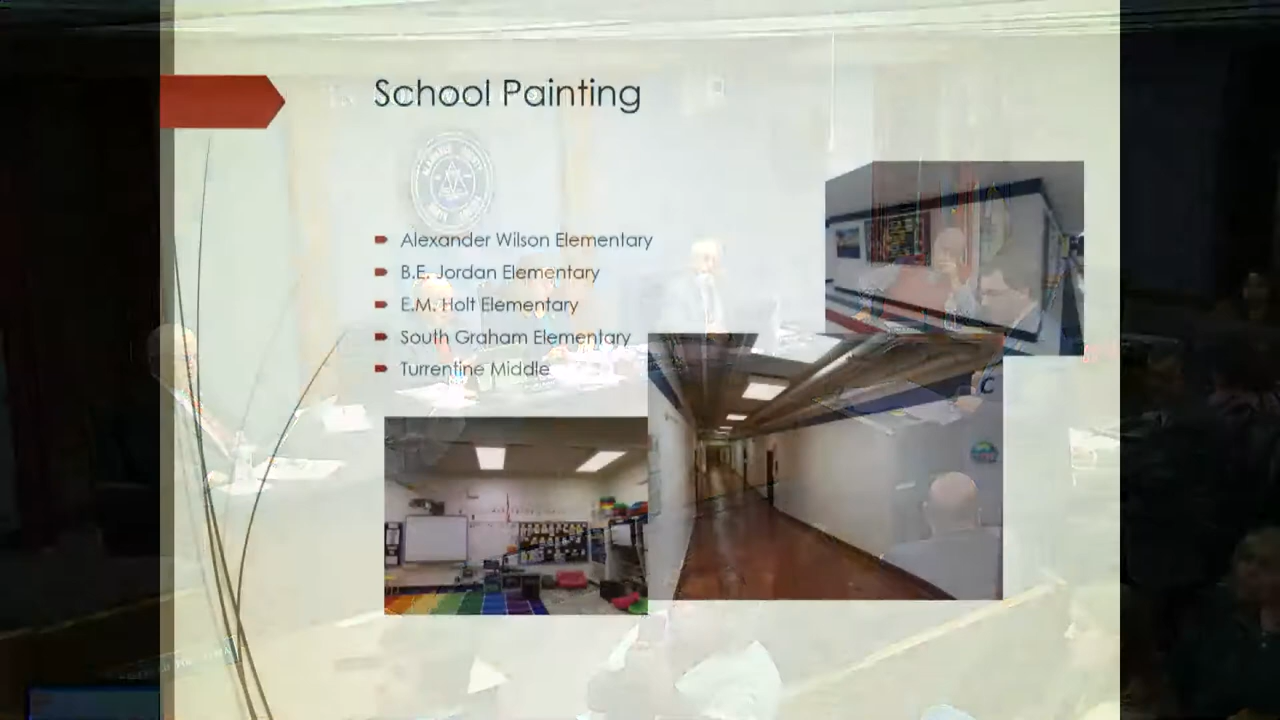 School Painting
Alexander Wilson Elementary
B.E. Jordan Elementary
E.M. Holt Elementary
South Graham Elementary
Turrentine Middle
C